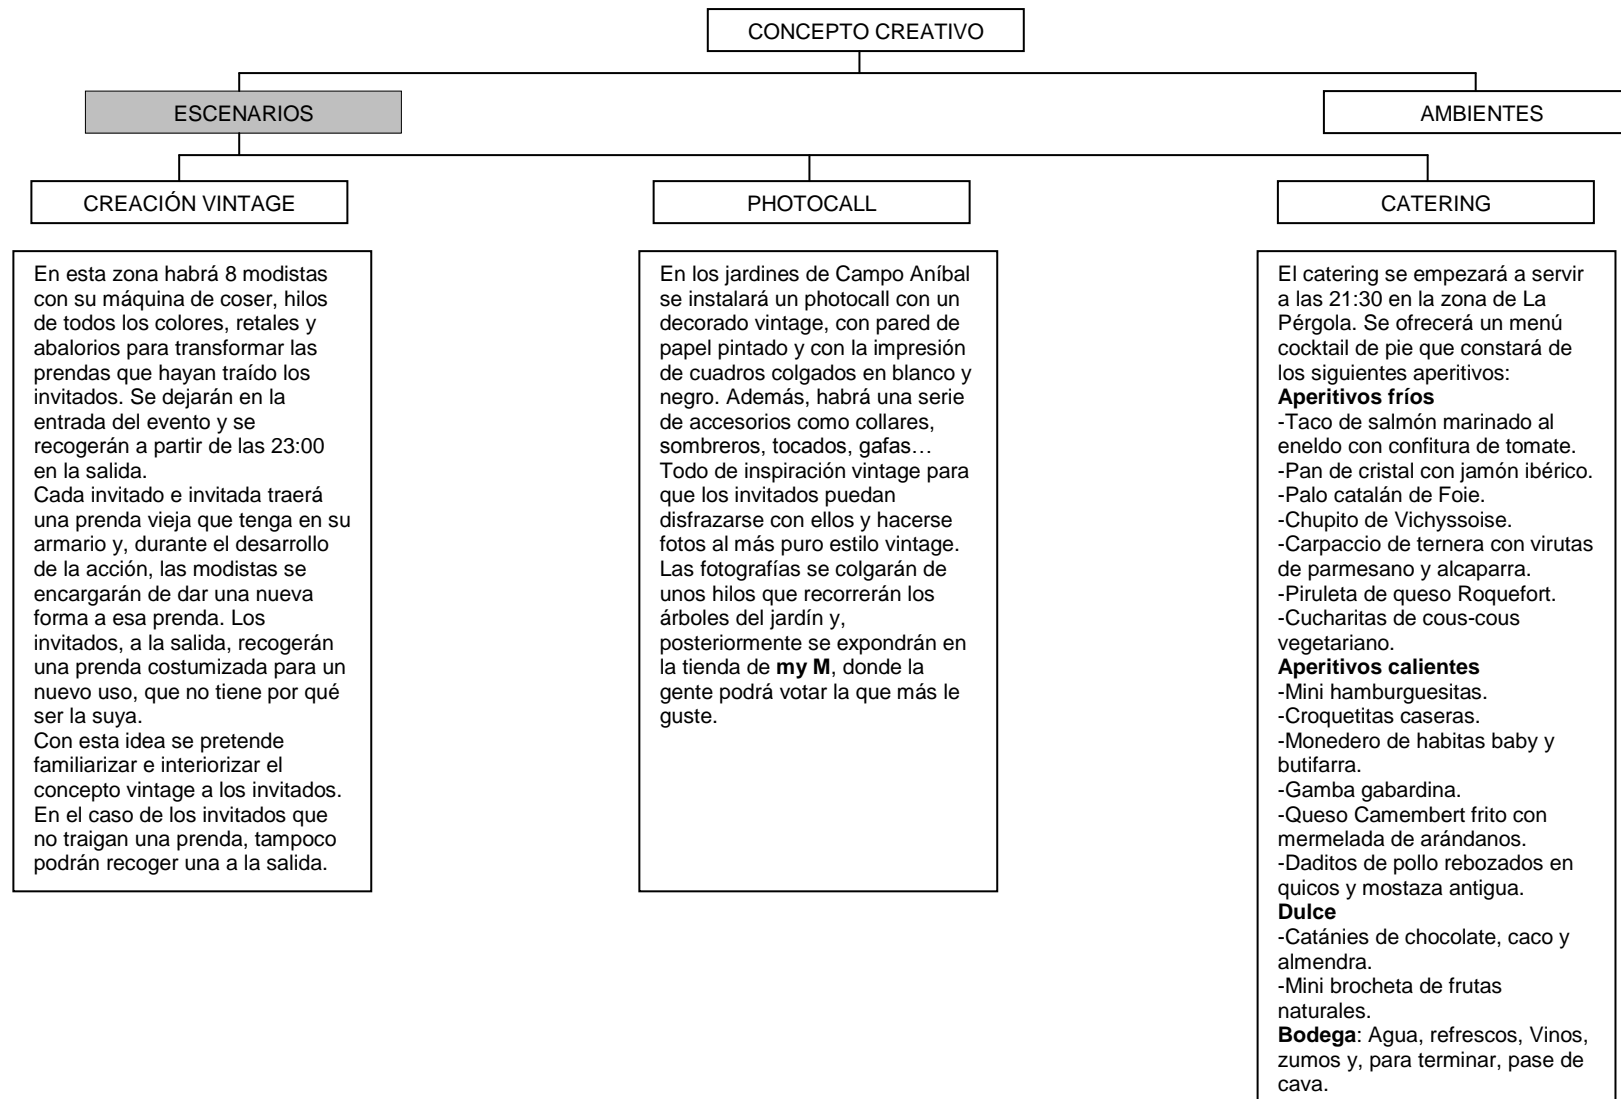 CONCEPTO CREATIVO
ESCENARIOS
AMBIENTES
CREACIÓN VINTAGE
PHOTOCALL
CATERING
En esta zona habrá 8 modistas
con su máquina de coser, hilos
de todos los colores, retales y
abalorios para transformar las
prendas que hayan traído los
invitados. Se dejarán en la
entrada del evento y se
recogerán a partir de las 23:00
en la salida.
Cada invitado e invitada traerá
una prenda vieja que tenga en su
armario y, durante el desarrollo
de la acción, las modistas se
encargarán de dar una nueva
forma a esa prenda. Los
invitados, a la salida, recogerán
una prenda costumizada para un
nuevo uso, que no tiene por qué
ser la suya.
Con esta idea se pretende
familiarizar e interiorizar el
concepto vintage a los invitados.
En el caso de los invitados que
no traigan una prenda, tampoco
podrán recoger una a la salida.
En los jardines de Campo Aníbal
se instalará un photocall con un
decorado vintage, con pared de
papel pintado y con la impresión
de cuadros colgados en blanco y
negro. Además, habrá una serie
de accesorios como collares,
sombreros, tocados, gafas…
Todo de inspiración vintage para
que los invitados puedan
disfrazarse con ellos y hacerse
fotos al más puro estilo vintage.
Las fotografías se colgarán de
unos hilos que recorrerán los
árboles del jardín y,
posteriormente se expondrán en
la tienda de my M, donde la
gente podrá votar la que más le
guste.
El catering se empezará a servir
a las 21:30 en la zona de La
Pérgola. Se ofrecerá un menú
cocktail de pie que constará de
los siguientes aperitivos:
Aperitivos fríos
-Taco de salmón marinado al
eneldo con confitura de tomate.
-Pan de cristal con jamón ibérico.
-Palo catalán de Foie.
-Chupito de Vichyssoise.
-Carpaccio de ternera con virutas
de parmesano y alcaparra.
-Piruleta de queso Roquefort.
-Cucharitas de cous-cous
vegetariano.
Aperitivos calientes
-Mini hamburguesitas.
-Croquetitas caseras.
-Monedero de habitas baby y
butifarra.
-Gamba gabardina.
-Queso Camembert frito con
mermelada de arándanos.
-Daditos de pollo rebozados en
quicos y mostaza antigua.
Dulce
-Catánies de chocolate, caco y
almendra.
-Mini brocheta de frutas
naturales.
Bodega: Agua, refrescos, Vinos,
zumos y, para terminar, pase de
cava.